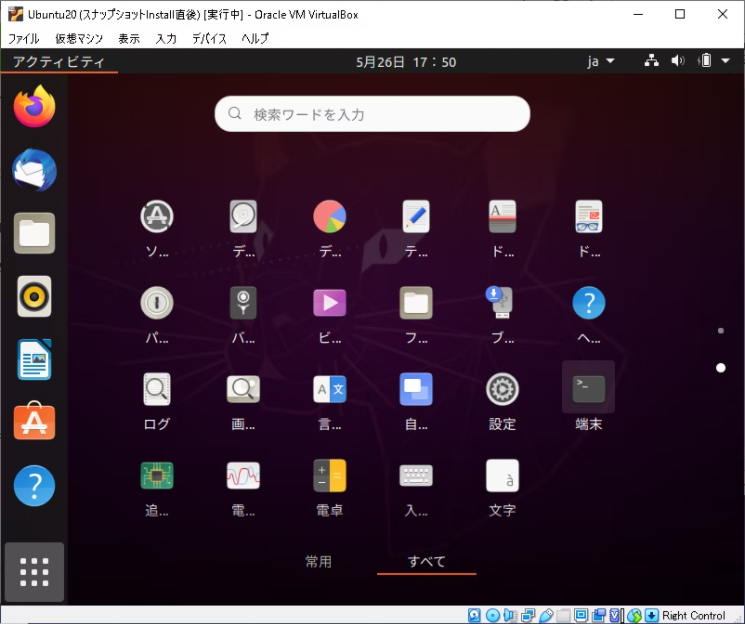 Ubuntu20 (スナップショットInstall直後) [実行中] - Oracle VM VirtualBox
ファイル 仮想マシン 表示 入力 デバイス ヘルプ
アクティビティ 5月26日 17：50 ja
検索ワードを入力
ソ... デ... デ... テ... ド... ド...
パ... バ... ビ... フ... ブ... ヘ...
ログ 画... 言... 自... 設定 端末
追... 電... 電卓 入... 文字
常用 すべて
Right Control